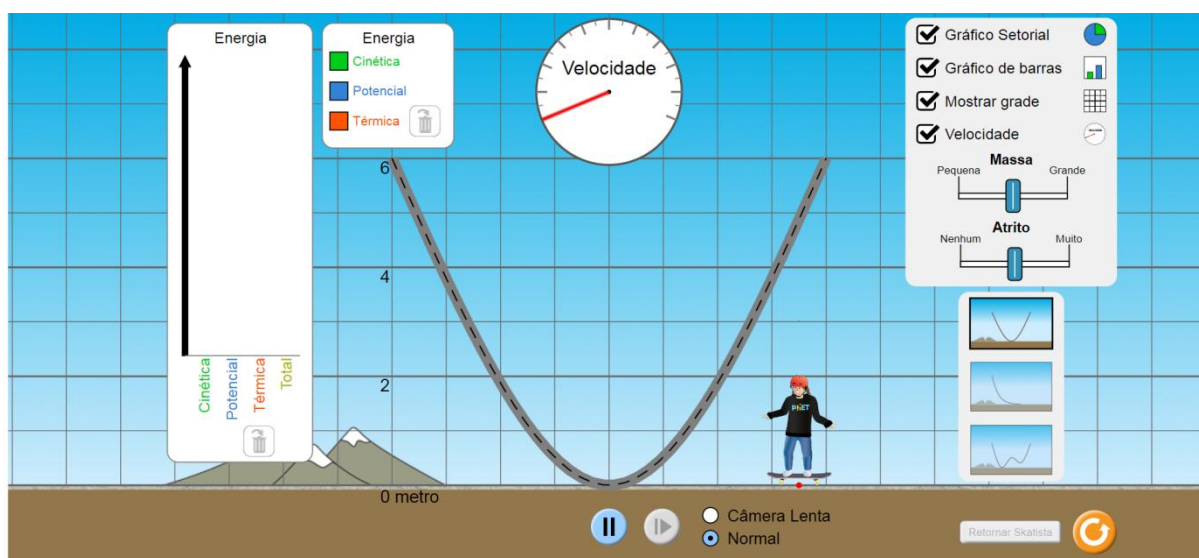 Energia
Cinética
Potencial
Térmica
Total
Energia
Cinética
Potencial
Térmica
Velocidade
6
4
2
0 metro
PhET
Gráfico Setorial
Gráfico de barras
Mostrar grade
Velocidade
Massa
Pequena
Grande
Atrito
Nenhum
Muito
Câmera Lenta
Normal
Retornar Skatista